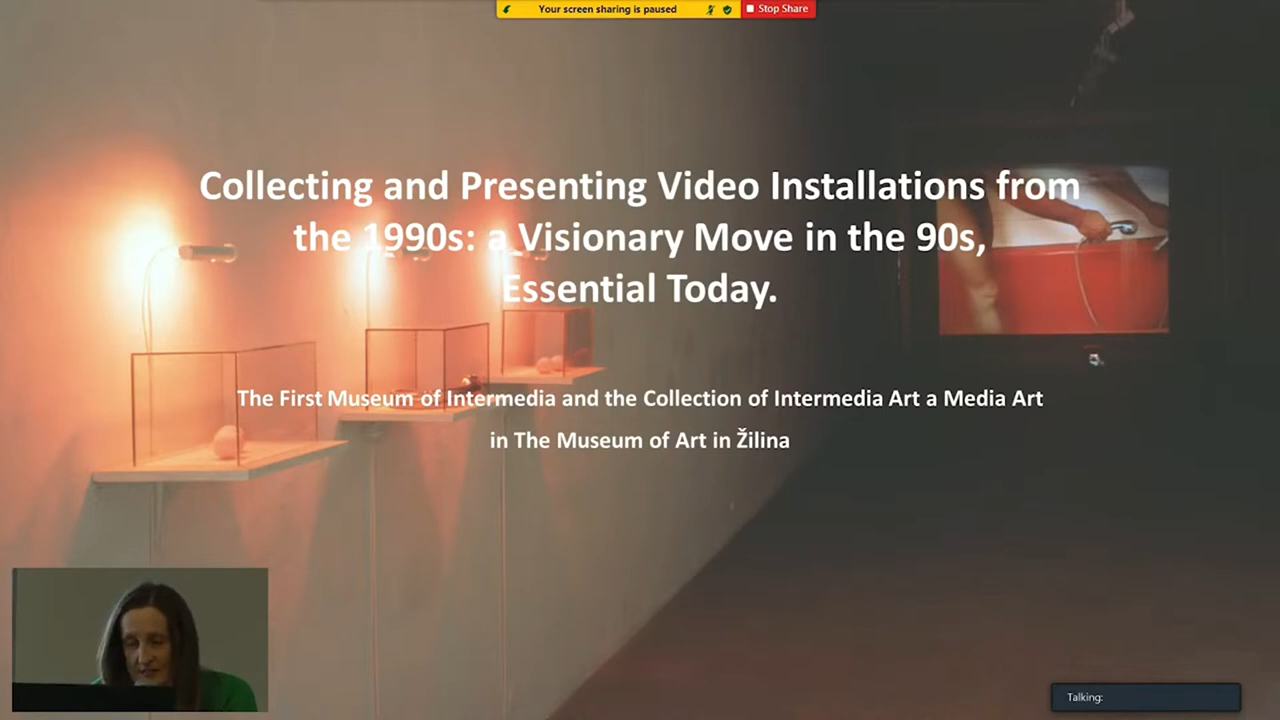 Your screen sharing is paused
Stop Share
Collecting and Presenting Video Installations from
the 1990s: a Visionary Move in the 90s,
Essential Today.
The First Museum of Intermedia and the Collection of Intermedia Art a Media Art
in The Museum of Art in Žilina
Talking: